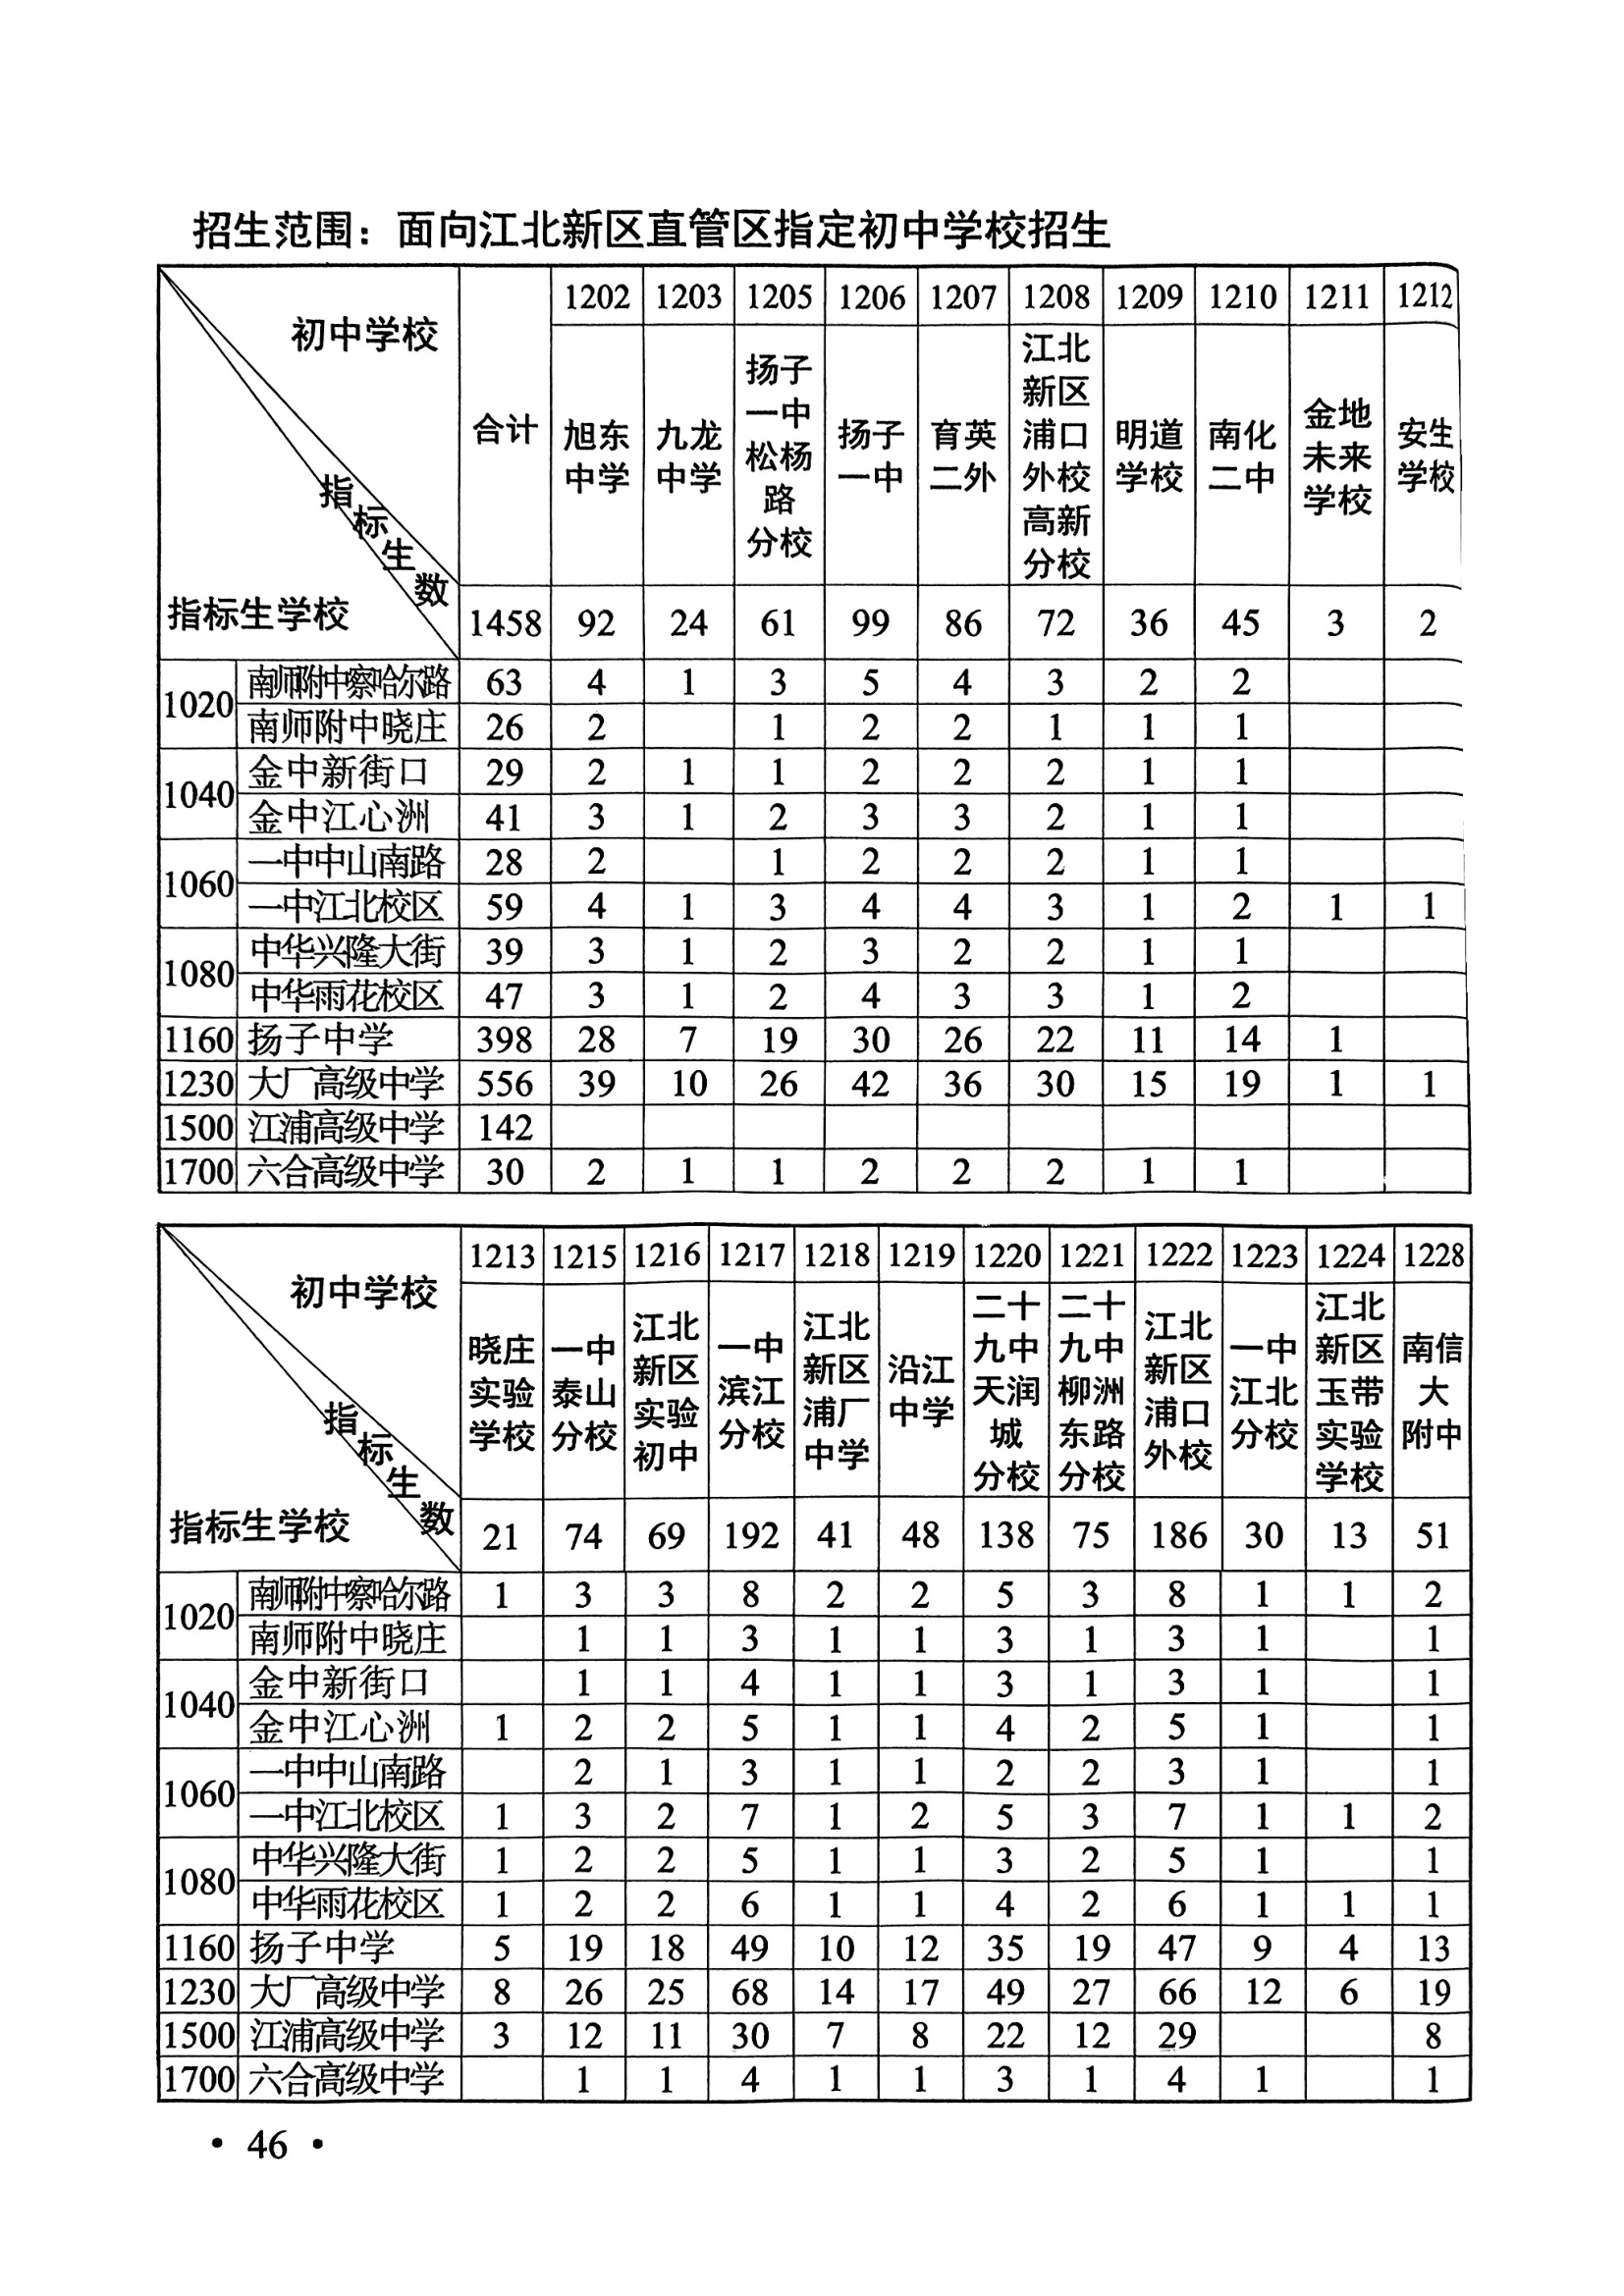 招生范围：面向江北新区直管区指定初中学校招生
初中学校 指标生数 指标生学校 合计 1202 1203 1205 1206 1207 1208 1209 1210 1211 1212
旭东中学 九龙中学 扬子一中松杨路分校 扬子一中 育英二外 江北新区浦口外校高新分校 明道学校 南化二中 金地未来学校 安生学校
1458 92 24 61 99 86 72 36 45 3 2
1020 南师附中察哈尔路 63 4 1 3 5 4 3 2 2
南师附中晓庄 26 2 1 2 2 1 1 1
1040 金中新街口 29 2 1 1 2 2 2 1 1
金中江心洲 41 3 1 2 3 3 2 1 1
1060 一中中山南路 28 2 1 2 2 2 1 1
一中江北校区 59 4 1 3 4 4 3 1 2 1 1
1080 中华兴隆大街 39 3 1 2 3 2 2 1 1
中华雨花校区 47 3 1 2 4 3 3 1 2
1160 扬子中学 398 28 7 19 30 26 22 11 14 1
1230 大厂高级中学 556 39 10 26 42 36 30 15 19 1 1
1500 江浦高级中学 142
1700 六合高级中学 30 2 1 1 2 2 2 1 1
初中学校 指标生数 指标生学校 1213 1215 1216 1217 1218 1219 1220 1221 1222 1223 1224 1228
晓庄实验学校 一中泰山分校 江北新区实验初中 一中滨江分校 江北新区浦厂中学 沿江中学 二十九中天润城分校 二十九中柳洲东路分校 江北新区浦口外校 一中江北分校 江北新区玉带实验学校 南信大附中
21 74 69 192 41 48 138 75 186 30 13 51
1020 南师附中察哈尔路 1 3 3 8 2 2 5 3 8 1 1 2
南师附中晓庄 1 1 3 1 1 3 1 3 1 1
1040 金中新街口 1 1 4 1 1 3 1 3 1 1
金中江心洲 1 2 2 5 1 1 4 2 5 1 1
1060 一中中山南路 2 1 3 1 1 2 2 3 1 1
一中江北校区 1 3 2 7 1 2 5 3 7 1 1 2
1080 中华兴隆大街 1 2 2 5 1 1 3 2 5 1 1
中华雨花校区 1 2 2 6 1 1 4 2 6 1 1 1
1160 扬子中学 5 19 18 49 10 12 35 19 47 9 4 13
1230 大厂高级中学 8 26 25 68 14 17 49 27 66 12 6 19
1500 江浦高级中学 3 12 11 30 7 8 22 12 29 8
1700 六合高级中学 1 1 4 1 1 3 1 4 1 1
· 46 ·